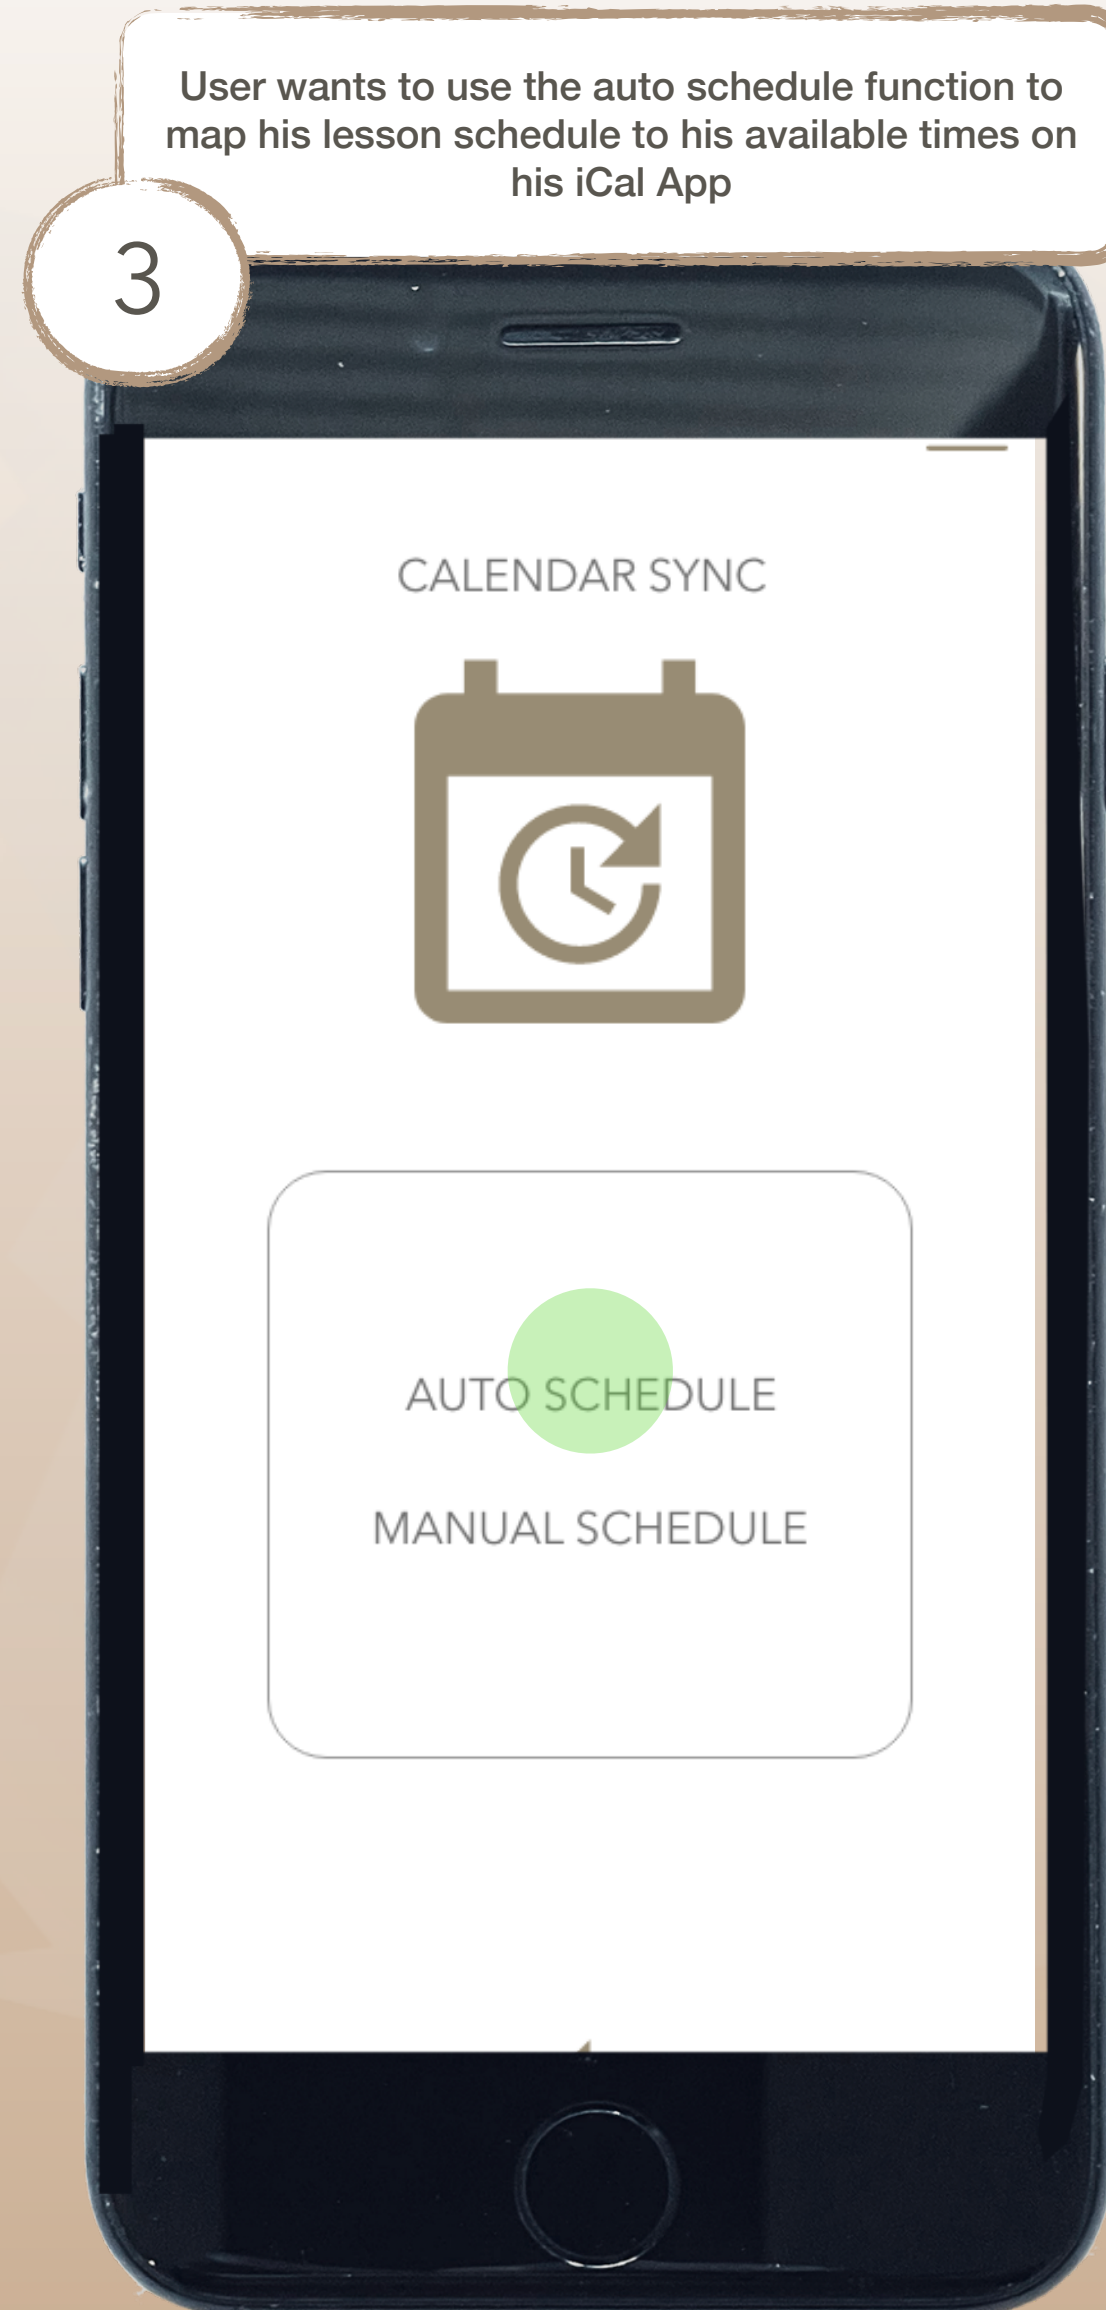 User wants to use the auto schedule function to
map his lesson schedule to his available times on
his iCal App
3
CALENDAR SYNC
AUTO SCHEDULE
MANUAL SCHEDULE